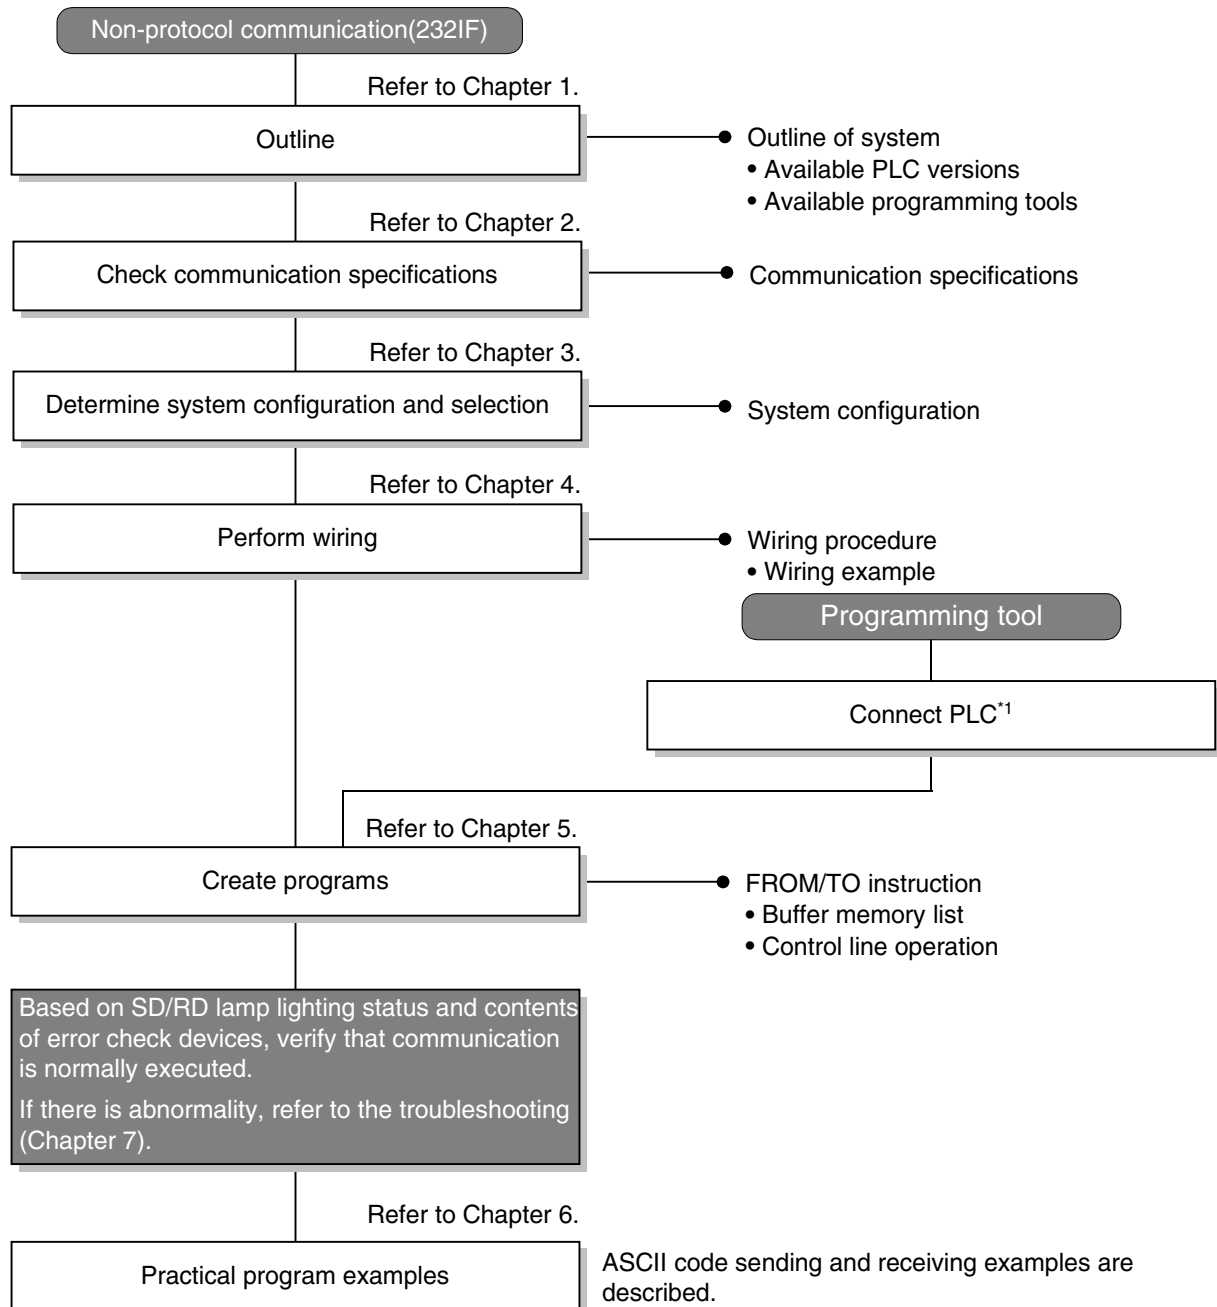 Non-protocol communication(232IF)
Refer to Chapter 1.
Outline
Outline of system
• Available PLC versions
• Available programming tools
Refer to Chapter 2.
Check communication specifications
Communication specifications
Refer to Chapter 3.
Determine system configuration and selection
System configuration
Refer to Chapter 4.
Perform wiring
Wiring procedure
• Wiring example
Programming tool
Connect PLC*1
Refer to Chapter 5.
Create programs
FROM/TO instruction
• Buffer memory list
• Control line operation
Based on SD/RD lamp lighting status and contents
of error check devices, verify that communication
is normally executed.
If there is abnormality, refer to the troubleshooting
(Chapter 7).
Refer to Chapter 6.
Practical program examples
ASCII code sending and receiving examples are
described.